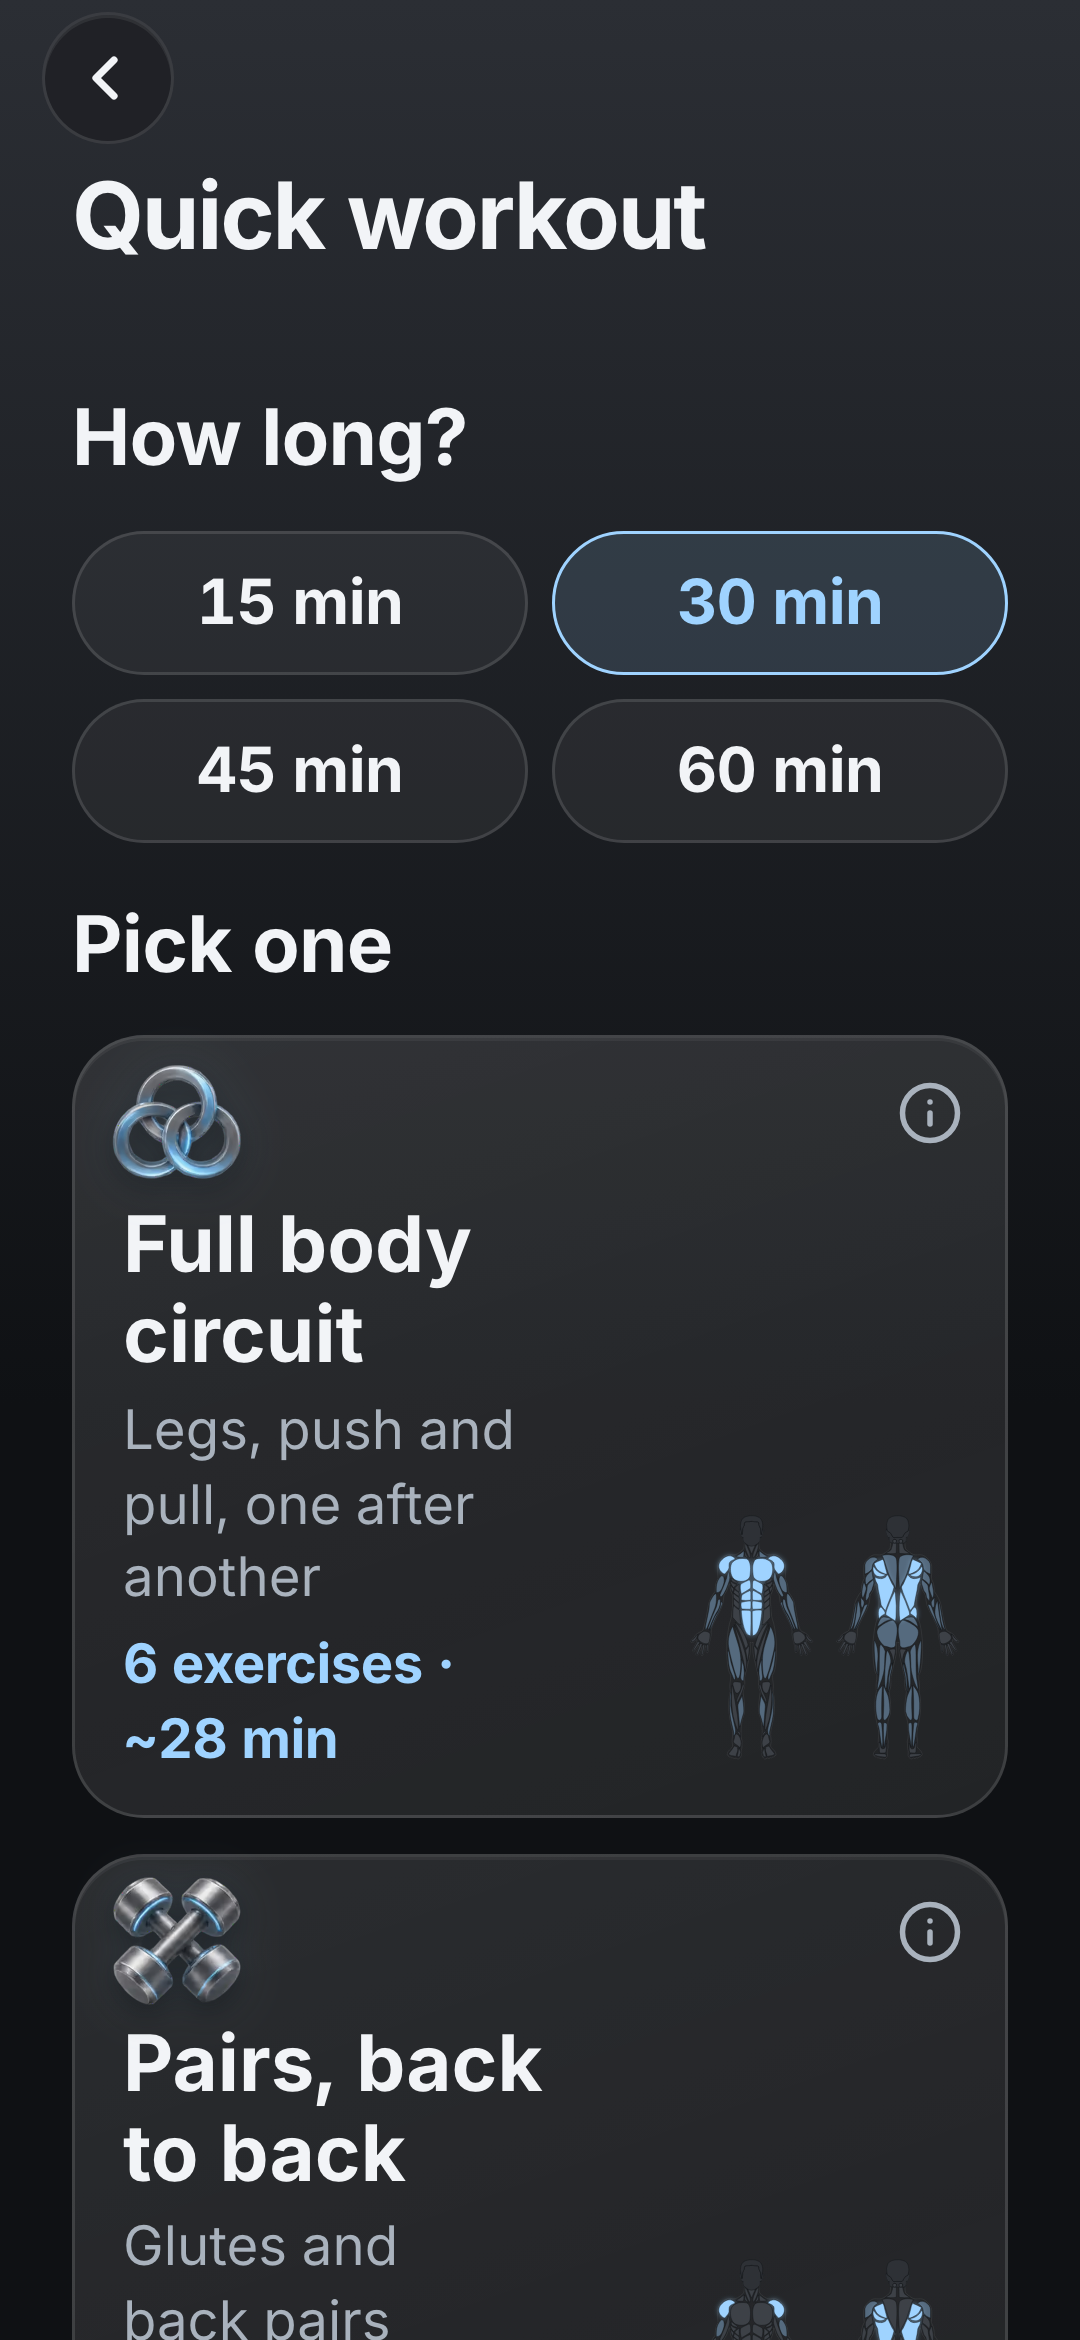 Quick workout
How long?
15 min
30 min
45 min
60 min
Pick one
Full body
circuit
Legs, push and
pull, one after
another
6 exercises ·
~28 min
Pairs, back
to back
Glutes and
back pairs